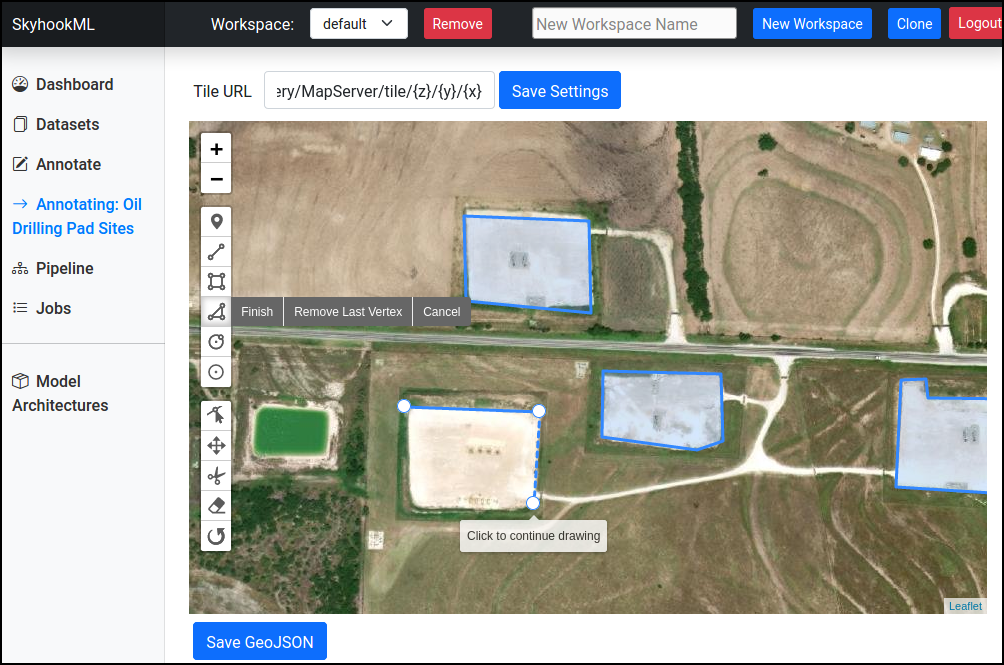 SkyhookML
Workspace:
default
Remove
New Workspace Name
New Workspace
Clone
Logout
Dashboard
Datasets
Annotate
Annotating: Oil
Drilling Pad Sites
Pipeline
Jobs
Model
Architectures
Tile URL
ery/MapServer/tile/{z}/{y}/{x}
Save Settings
+
−
Finish
Remove Last Vertex
Cancel
Click to continue drawing
Leaflet
Save GeoJSON